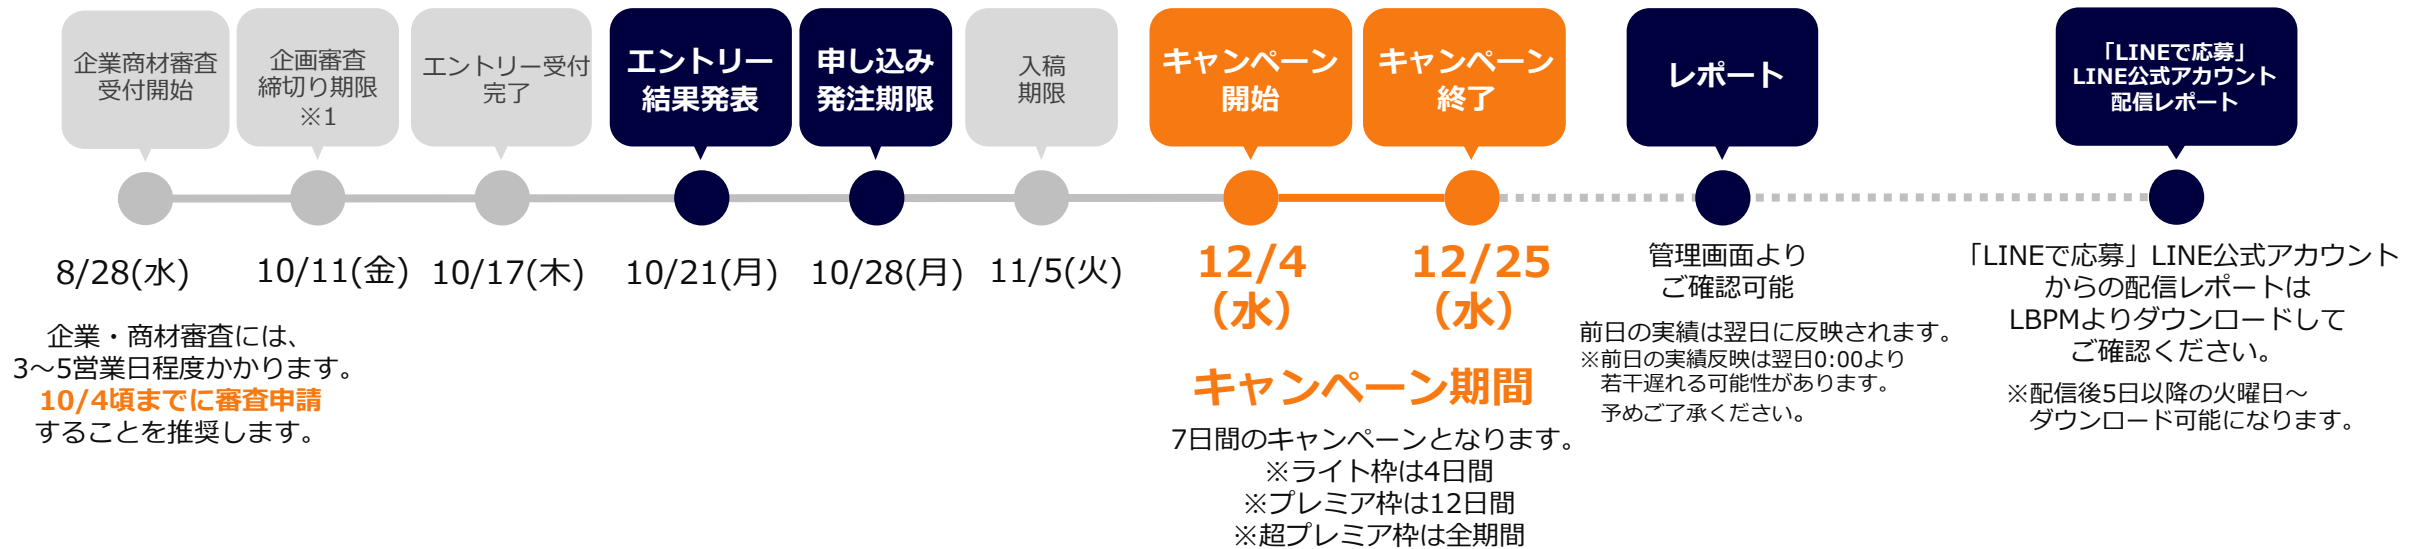 企業商材審査
受付開始
企画審査
締切り期限
※1
エントリー受付
完了
エントリー
結果発表
申し込み
発注期限
入稿
期限
キャンペーン
開始
キャンペーン
終了
レポート
「LINEで応募」
LINE公式アカウント
配信レポート
8/28(水)
10/11(金)
10/17(木)
10/21(月)
10/28(月)
11/5(火)
12/4
（水）
12/25
（水）
管理画面より
ご確認可能
「LINEで応募」LINE公式アカウント
からの配信レポートは
LBPMよりダウンロードして
ご確認ください。
企業・商材審査には、
3～5営業日程度かかります。
10/4頃までに審査申請
することを推奨します。
キャンペーン期間
7日間のキャンペーンとなります。
※ライト枠は4日間
※プレミア枠は12日間
※超プレミア枠は全期間
前日の実績は翌日に反映されます。
※前日の実績反映は翌日0:00より
若干遅れる可能性があります。
予めご了承ください。
※配信後5日以降の火曜日～
ダウンロード可能になります。